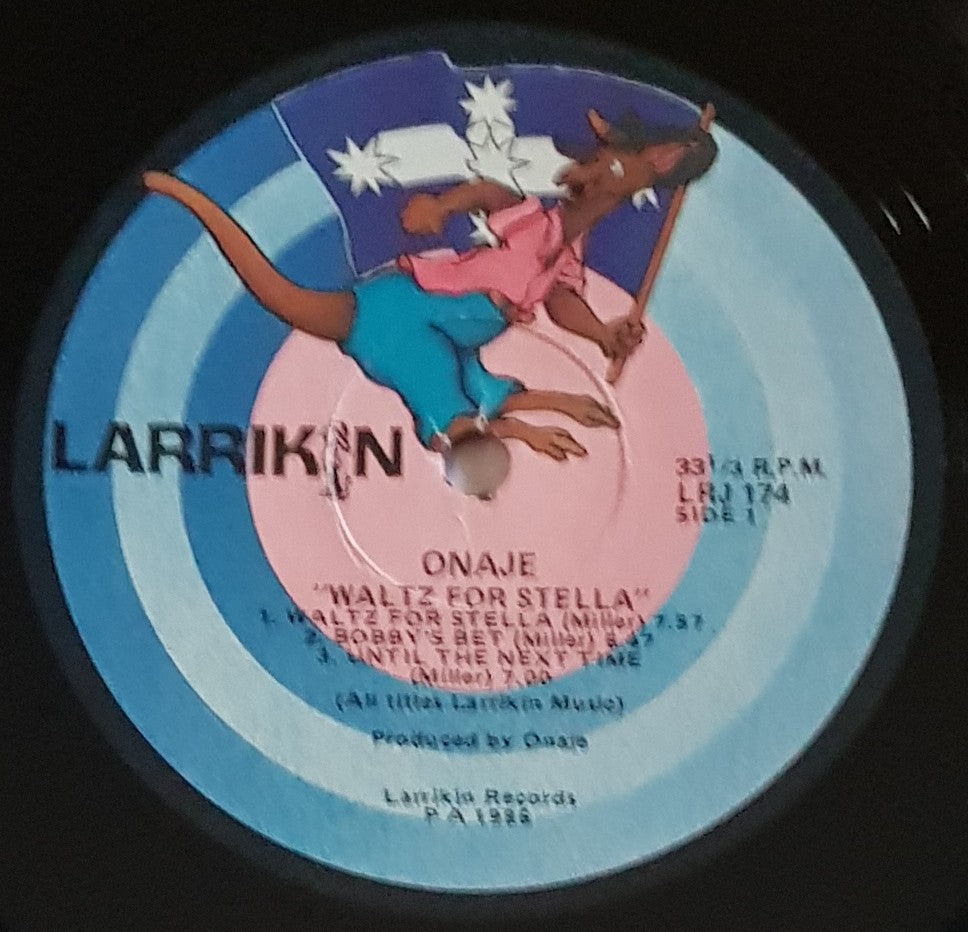 LARRIKIN
33 1/3 R.P.M.
LRJ 174
SIDE 1
ONAJE
"WALTZ FOR STELLA"
1. WALTZ FOR STELLA (Miller) 7.57
2. BOBBY'S BET (Miller)
3. UNTIL THE NEXT TIME
(Miller) 7.00
(All titles Larrikin Music)
Produced by Onaje
Larrikin Records
P A 1986